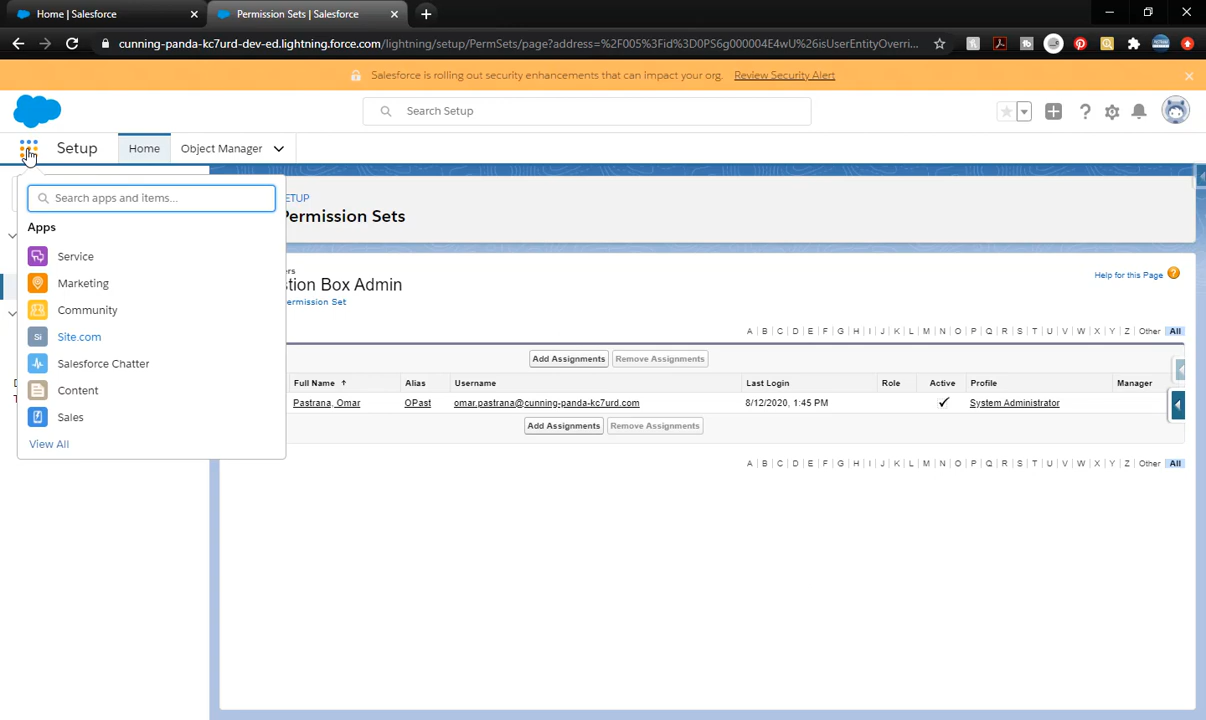 Home | Salesforce
Permission Sets | Salesforce
cunning-panda-kc7urd-dev-ed.lightning.force.com/lightning/setup/PermSets/page?address=%2F005%3Fid%3D0PS6g000004E4wU%26isUserEntityOverri...
Salesforce is rolling out security enhancements that can impact your org. Review Security Alert
Search Setup
Setup Home Object Manager
Search apps and items...
Apps
Service
Marketing
Community
Si Site.com
Salesforce Chatter
Content
Sales
View All
ETUP
Permission Sets
ers
tion Box Admin
ermission Set
Help for this Page
A | B | C | D | E | F | G | H | I | J | K | L | M | N | O | P | Q | R | S | T | U | V | W | X | Y | Z | Other | All
Add Assignments Remove Assignments
Full Name Alias Username Last Login Role Active Profile Manager
Pastrana, Omar OPast omar.pastrana@cunning-panda-kc7urd.com 8/12/2020, 1:45 PM System Administrator
Add Assignments Remove Assignments
A | B | C | D | E | F | G | H | I | J | K | L | M | N | O | P | Q | R | S | T | U | V | W | X | Y | Z | Other | All